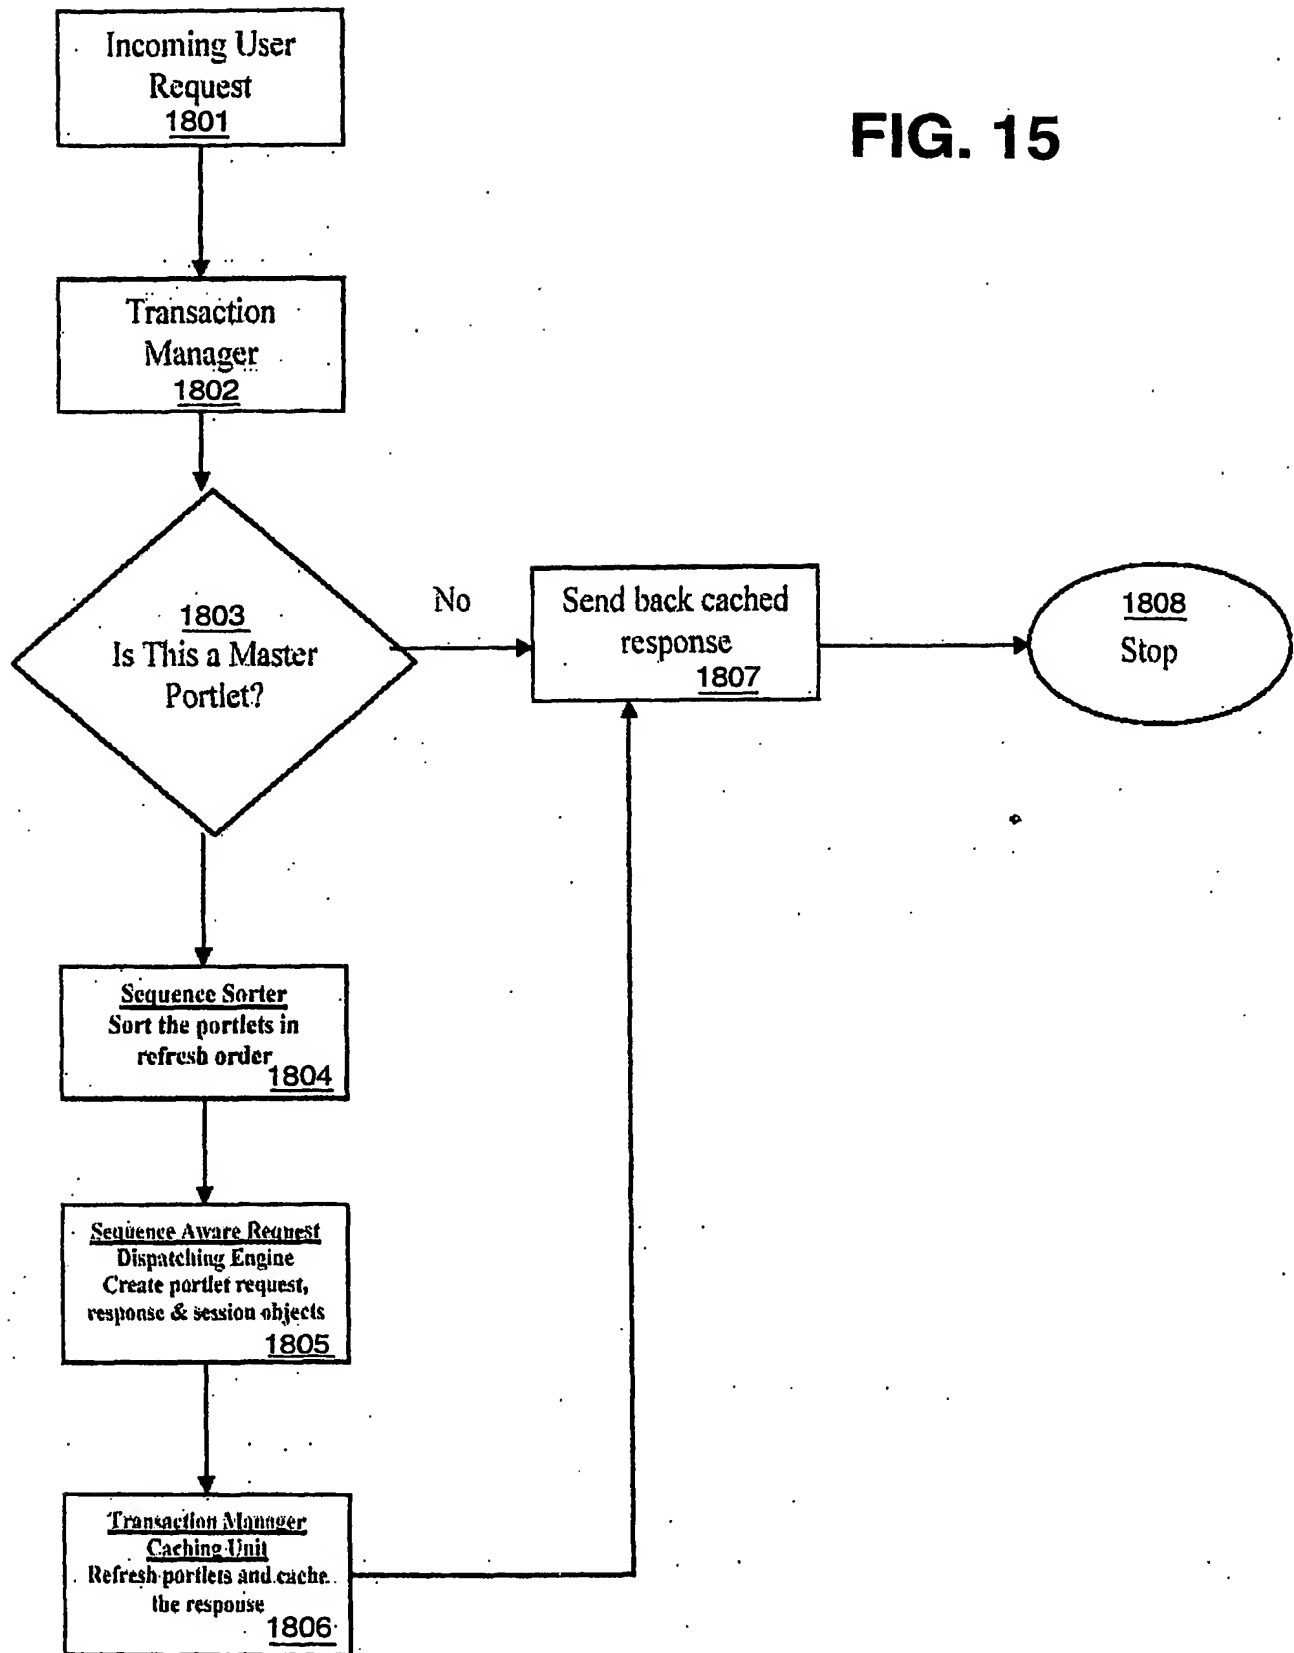 Incoming User
Request
1801
FIG. 15
Transaction
Manager
1802
1803
Is This a Master
Portlet?
No
Send back cached
response
1807
1808
Stop
Sequence Sorter
Sort the portlets in
refresh order
1804
Sequence Aware Request
Dispatching Engine
Create portlet request,
response & session objects
1805
Transaction Manager
Caching Unit
Refresh portlets and cache
the response
1806